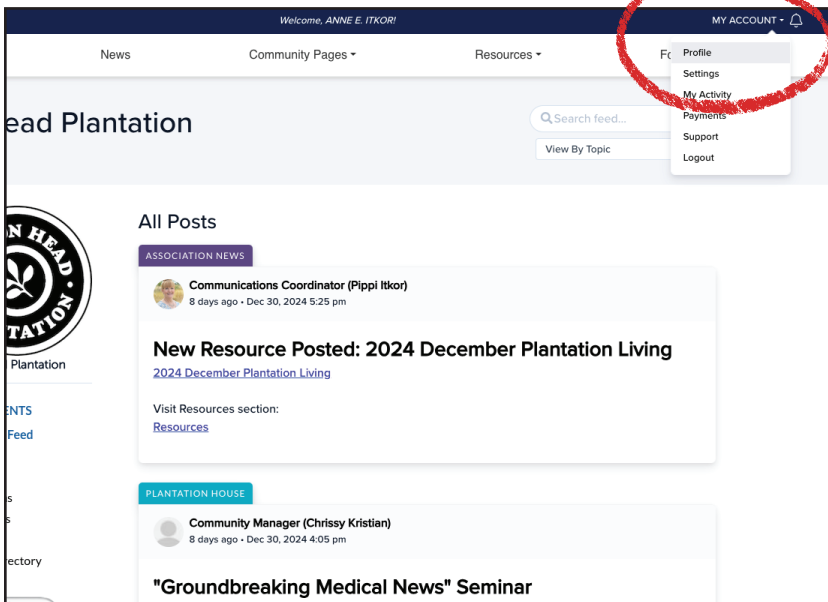 Welcome, ANNE E. ITKOR!
MY ACCOUNT
News
Community Pages
Resources
Fo
Profile
Settings
My Activity
Payments
Support
Logout
ead Plantation
Search feed...
View By Topic
N HEAD
TATION
Plantation
ENTS
Feed
s
s
rectory
All Posts
ASSOCIATION NEWS
Communications Coordinator (Pippi Itkor)
8 days ago • Dec 30, 2024 5:25 pm
New Resource Posted: 2024 December Plantation Living
2024 December Plantation Living
Visit Resources section:
Resources
PLANTATION HOUSE
Community Manager (Chrissy Kristian)
8 days ago • Dec 30, 2024 4:05 pm
"Groundbreaking Medical News" Seminar